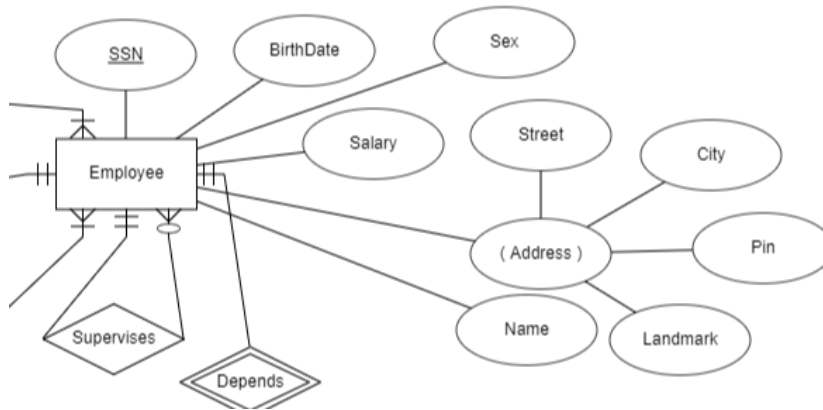 SSN
BirthDate
Sex
Salary
Street
City
Employee
( Address )
Pin
Name
Landmark
Supervises
Depends